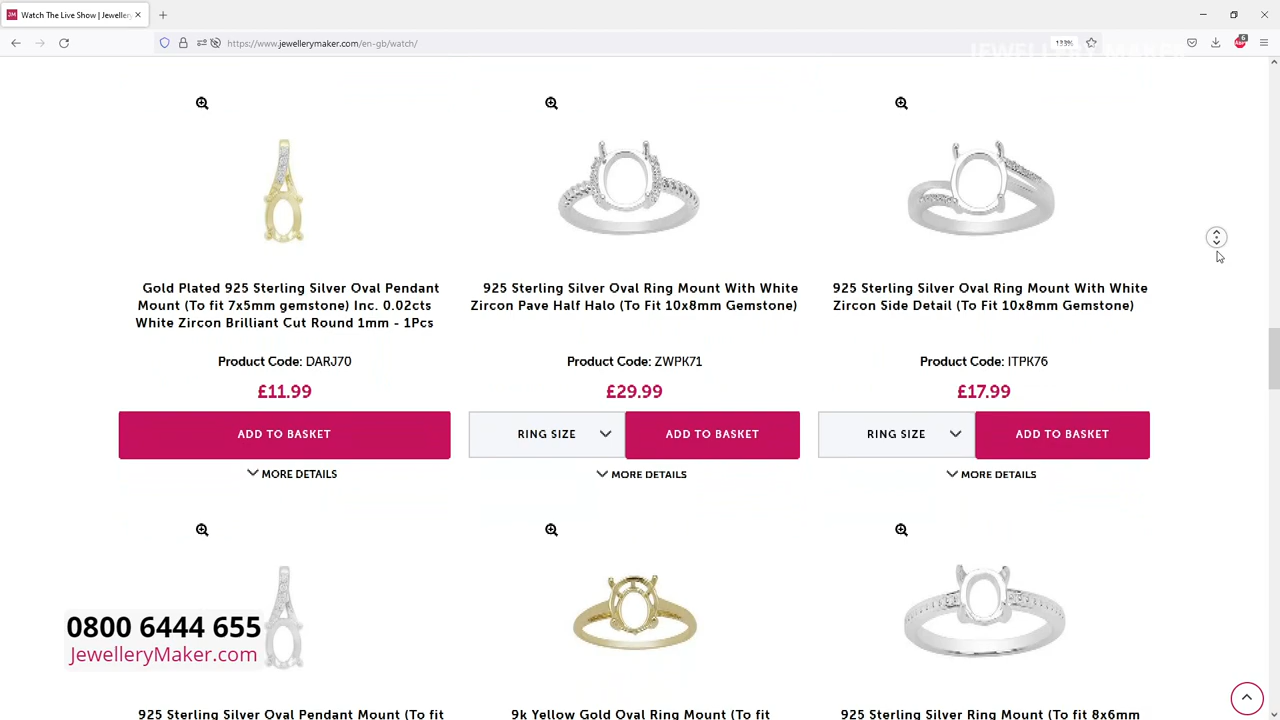 Watch The Live Show | Jeweller
https://www.jewellerymaker.com/en-gb/watch/
133%
6
JEWELLERY MAKER
Gold Plated 925 Sterling Silver Oval Pendant
Mount (To fit 7x5mm gemstone) Inc. 0.02cts
White Zircon Brilliant Cut Round 1mm - 1Pcs
Product Code: DARJ70
£11.99
ADD TO BASKET
MORE DETAILS
925 Sterling Silver Oval Ring Mount With White
Zircon Pave Half Halo (To Fit 10x8mm Gemstone)
Product Code: ZWPK71
£29.99
RING SIZE
ADD TO BASKET
MORE DETAILS
925 Sterling Silver Oval Ring Mount With White
Zircon Side Detail (To Fit 10x8mm Gemstone)
Product Code: ITPK76
£17.99
RING SIZE
ADD TO BASKET
MORE DETAILS
0800 6444 655
JewelleryMaker.com
925 Sterling Silver Oval Pendant Mount (To fit
9k Yellow Gold Oval Ring Mount (To fit
925 Sterling Silver Ring Mount (To fit 8x6mm